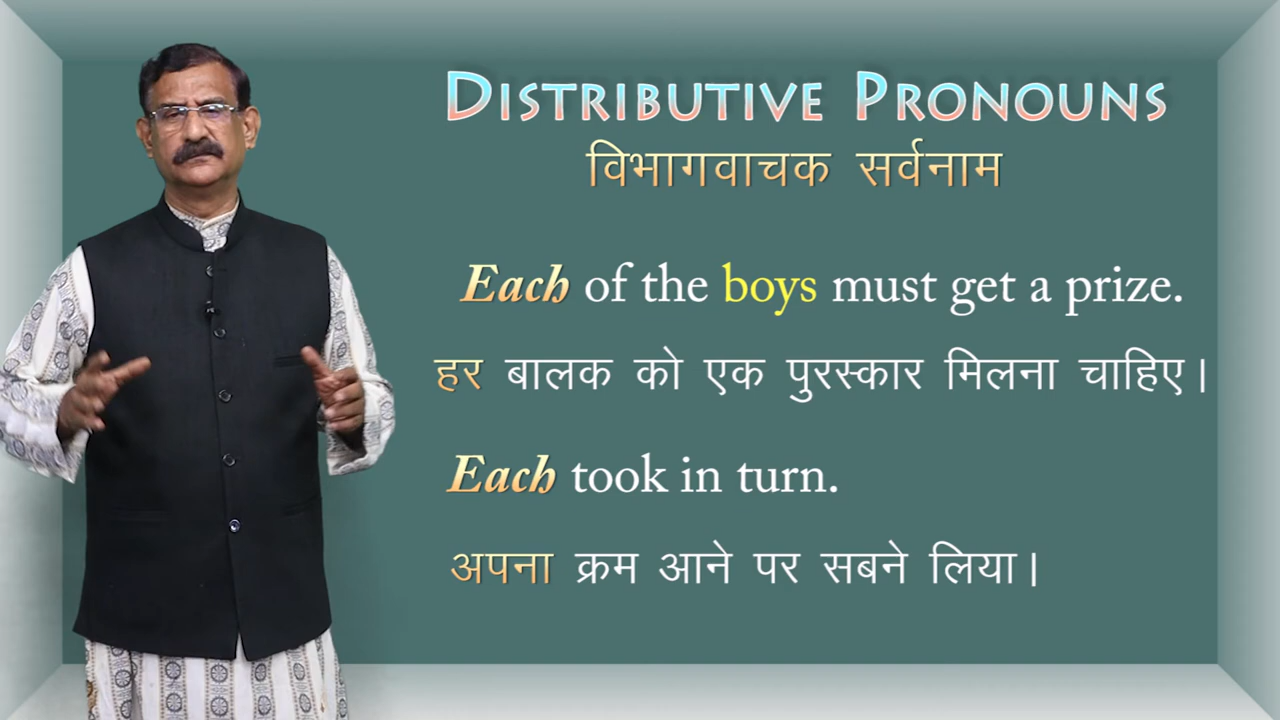 DISTRIBUTIVE PRONOUNS
विभागवाचक सर्वनाम
Each of the boys must get a prize.
हर बालक को एक पुरस्कार मिलना चाहिए।
Each took in turn.
अपना क्रम आने पर सबने लिया।